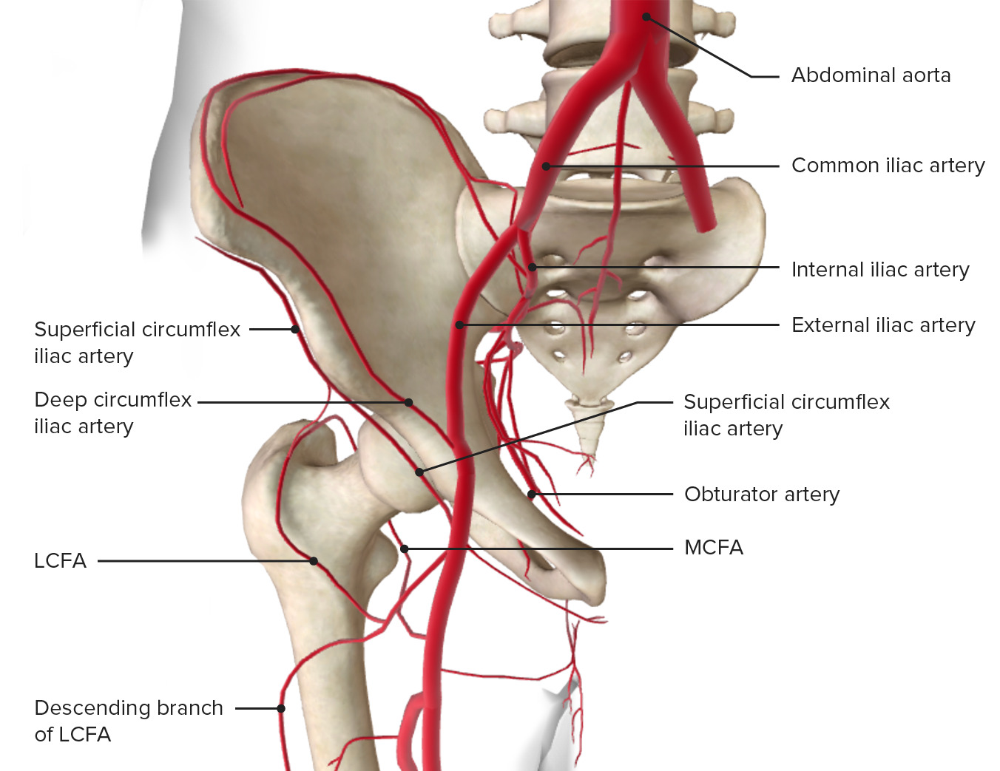 Abdominal aorta
Common iliac artery
Internal iliac artery
External iliac artery
Superficial circumflex
iliac artery
Deep circumflex
iliac artery
Superficial circumflex
iliac artery
Obturator artery
MCFA
LCFA
Descending branch
of LCFA